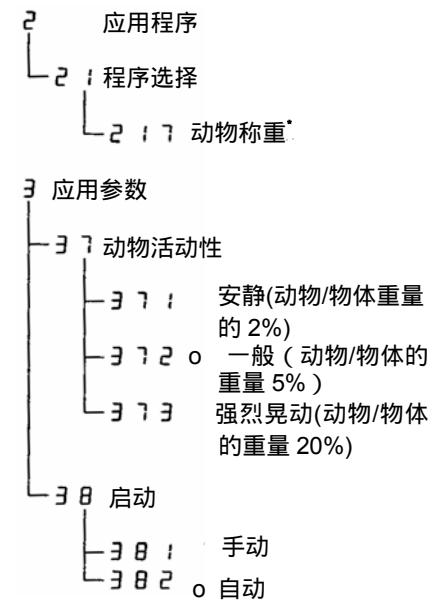 2 应用程序
2 1 程序选择
2 1 7 动物称重*
3 应用参数
3 7 动物活动性
3 7 1 安静(动物/物体重量
的 2%)
3 7 2 o 一般（动物/物体的
重量 5%）
3 7 3 强烈晃动(动物/物体
的重量 20%)
3 8 启动
3 8 1 手动
3 8 2 o 自动